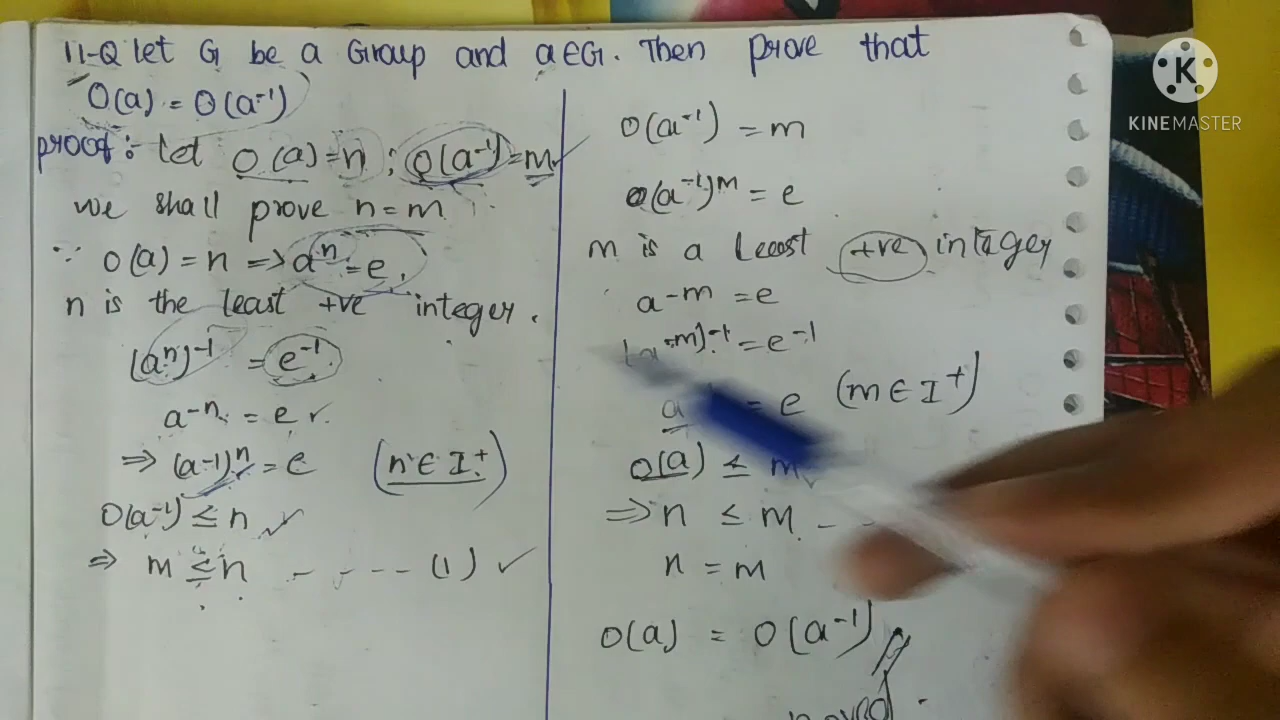 11-Q let G be a Group and a∈G. Then prove that
O(a) = O(a⁻¹)
proof:- Let O(a)=n ; O(a⁻¹)=m
we shall prove n=m
∵ O(a) = n => aⁿ = e,
n is the least +ve integer.
(aⁿ)⁻¹ = e⁻¹
a⁻ⁿ = e
=> (a-1)ⁿ = e (n ∈ I⁺)
O(a⁻¹) ≤ n
=> m ≤ n - - - - - (1)
O(a⁻¹) = m
(a⁻¹)ᵐ = e
m is a Least +ve integer
a-m = e
= e⁻¹
a = e (m ∈ I⁺)
O(a) ≤ m
=> n ≤ m - -
n = m
O(a) = O(a⁻¹)
K
KINEMASTER